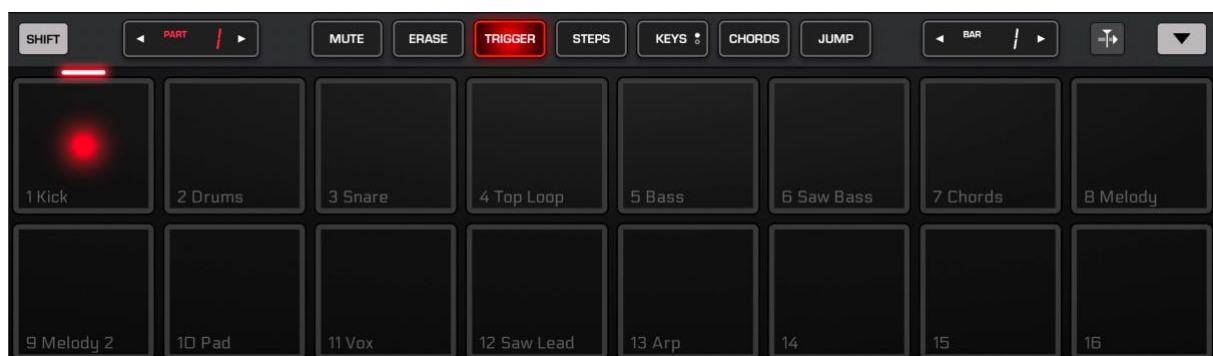 SHIFT PART 1 MUTE ERASE TRIGGER STEPS KEYS CHORDS JUMP BAR 1
1 Kick 2 Drums 3 Snare 4 Top Loop 5 Bass 6 Saw Bass 7 Chords 8 Melody
9 Melody 2 10 Pad 11 Vox 12 Saw Lead 13 Arp 14 15 16